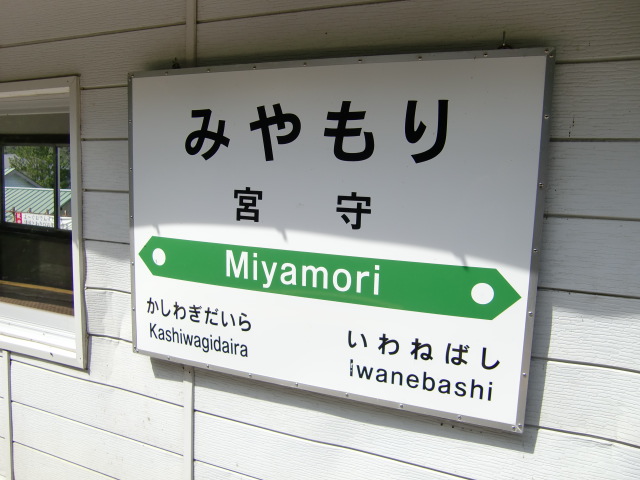 みやもり
宮守
Miyamori
かしわぎだいら
Kashiwagidaira
いわねばし
Iwanebashi